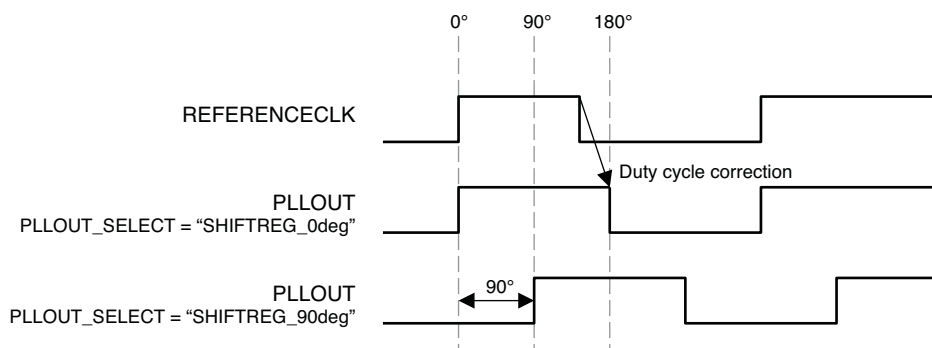 0° 90° 180°
REFERENCECLK
Duty cycle correction
PLLOUT
PLLOUT_SELECT = “SHIFTREG_0deg”
90°
PLLOUT
PLLOUT_SELECT = “SHIFTREG_90deg”